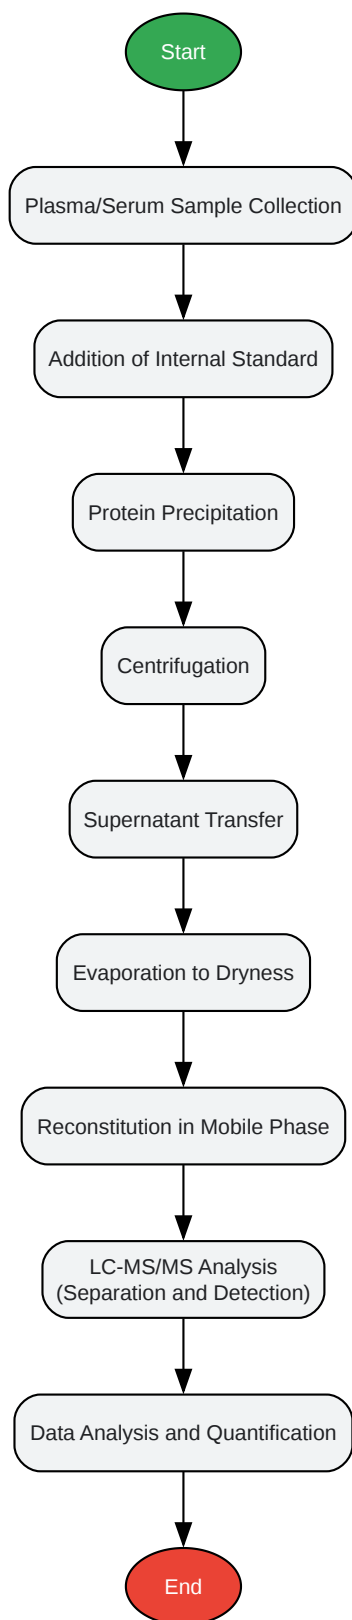 Start
Plasma/Serum Sample Collection
Addition of Internal Standard
Protein Precipitation
Centrifugation
Supernatant Transfer
Evaporation to Dryness
Reconstitution in Mobile Phase
LC-MS/MS Analysis
(Separation and Detection)
Data Analysis and Quantification
End